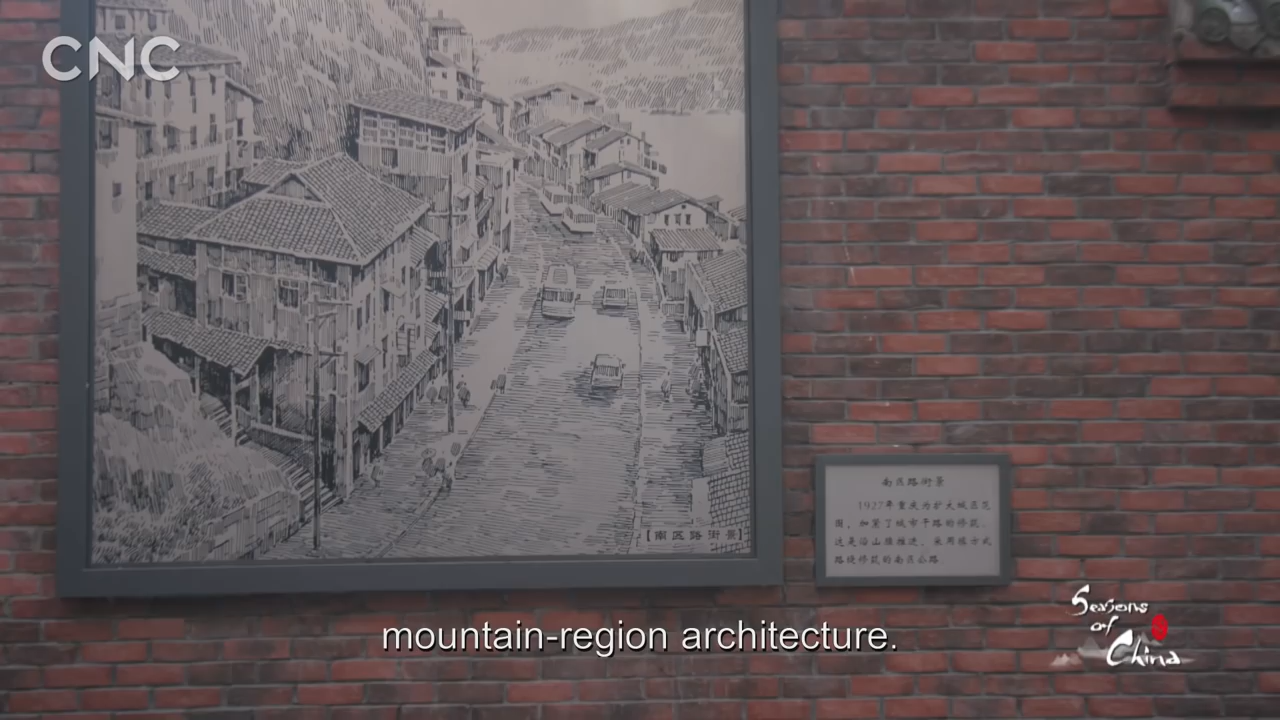 CNC
【南区路街景】
南区路街景
1927年重庆为扩大城区范
围，加紧了城市干路的修筑。
这是沿山腰推进、采用推方式
路境修筑的南区公路。
mountain-region architecture.
Seasons
of
China